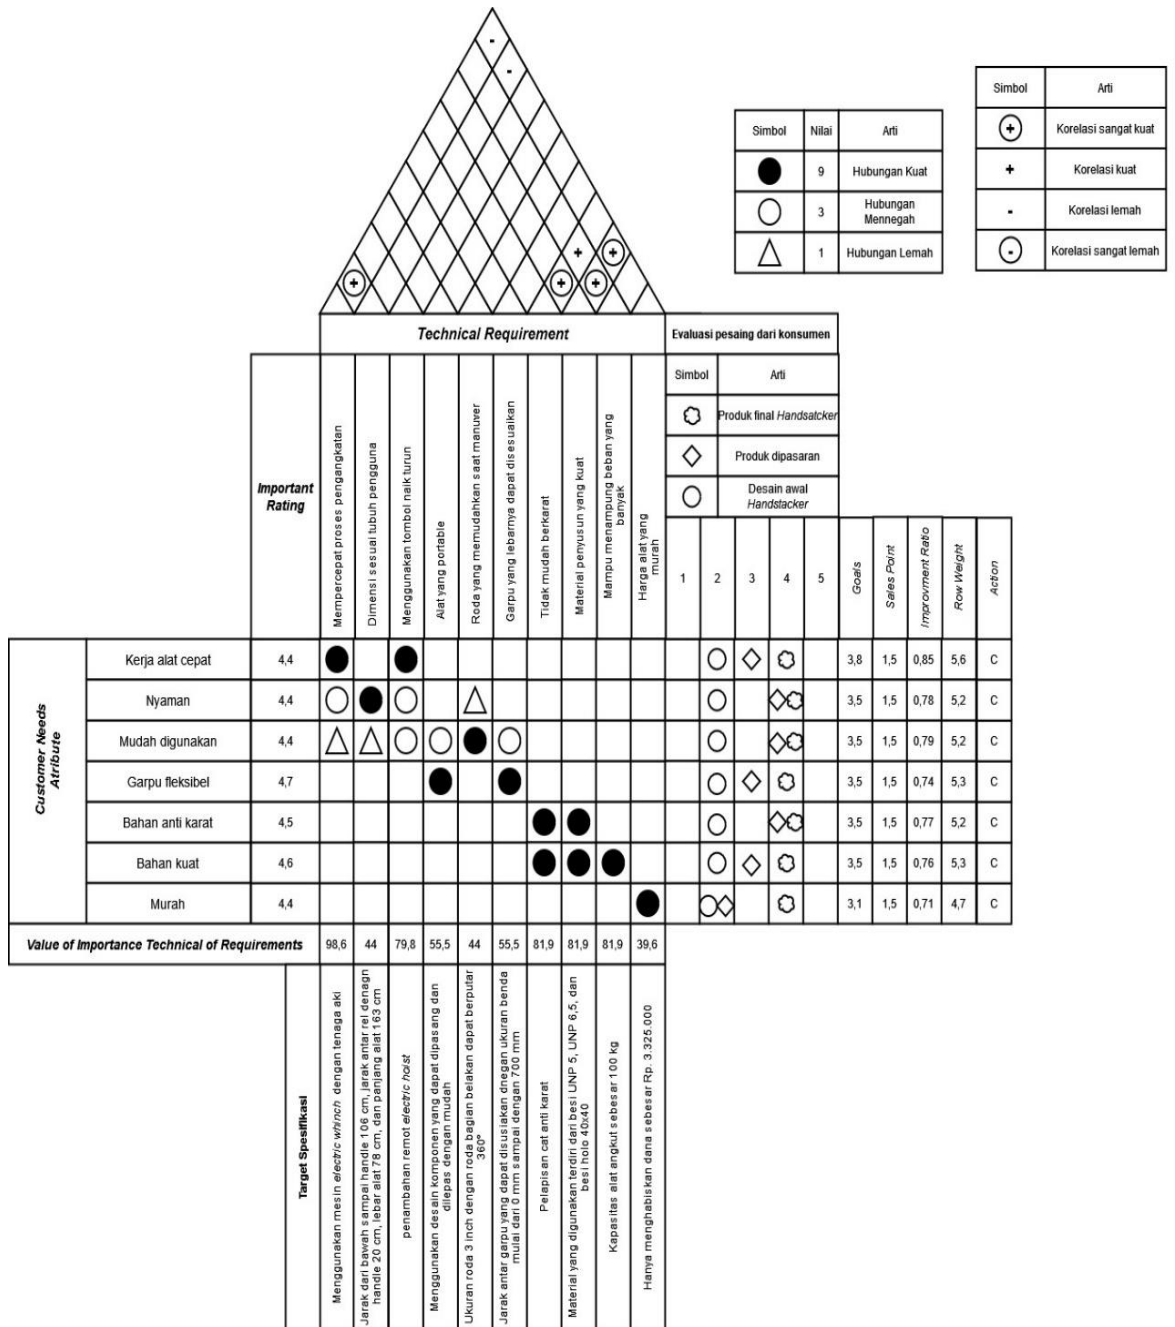 Simbol Nilai Arti
9 Hubungan Kuat
3 Hubungan
Mennegah
1 Hubungan Lemah
Simbol Arti
+ Korelasi sangat kuat
+ Korelasi kuat
- Korelasi lemah
- Korelasi sangat lemah
-
-
+ +
+ + +
Technical Requirement
Evaluasi pesaing dari konsumen
Simbol Arti
Produk final Handsatcker
Produk dipasaran
Desain awal
Handstacker
Important
Rating
Mempercepat proses pengangkatan
Dimensi sesuai tubuh pengguna
Menggunakan tombol naik turun
Alat yang portable
Roda yang memudahkan saat manuver
Garpu yang lebarnya dapat disesuaikan
Tidak mudah berkarat
Material penyusun yang kuat
Mampu menampung beban yang
banyak
Harga alat yang
murah
1 2 3 4 5
Goals
Sales Point
Improvment Ratio
Row Weight
Action
Customer Needs
Atribute
Kerja alat cepat 4,4 3,8 1,5 0,85 5,6 C
Nyaman 4,4 3,5 1,5 0,78 5,2 C
Mudah digunakan 4,4 3,5 1,5 0,79 5,2 C
Garpu fleksibel 4,7 3,5 1,5 0,74 5,3 C
Bahan anti karat 4,5 3,5 1,5 0,77 5,2 C
Bahan kuat 4,6 3,5 1,5 0,76 5,3 C
Murah 4,4 3,1 1,5 0,71 4,7 C
Value of Importance Technical of Requirements 98,6 44 79,8 55,5 44 55,5 81,9 81,9 81,9 39,6
Target Spesifikasi
Menggunakan mesin electric whinch dengan tenaga aki
Jarak dari bawah sampai handle 106 cm, jarak antar rel denagn
handle 20 cm, lebar alat 78 cm, dan panjang alat 163 cm
penambahan remot electric hoist
Menggunakan desain komponen yang dapat dipasang dan
dilepas dengan mudah
Ukuran roda 3 inch dengan roda bagian belakan dapat berputar
360°
Jarak antar garpu yang dapat disusiakan dnegan ukuran benda
mulai dari 0 mm sampai dengan 700 mm
Pelapisan cat anti karat
Material yang digunakan terdiri dari besi UNP 5, UNP 6,5, dan
besi holo 40x40
Kapasitas alat angkut sebesar 100 kg
Hanya menghabiskan dana sebesar Rp. 3.325.000